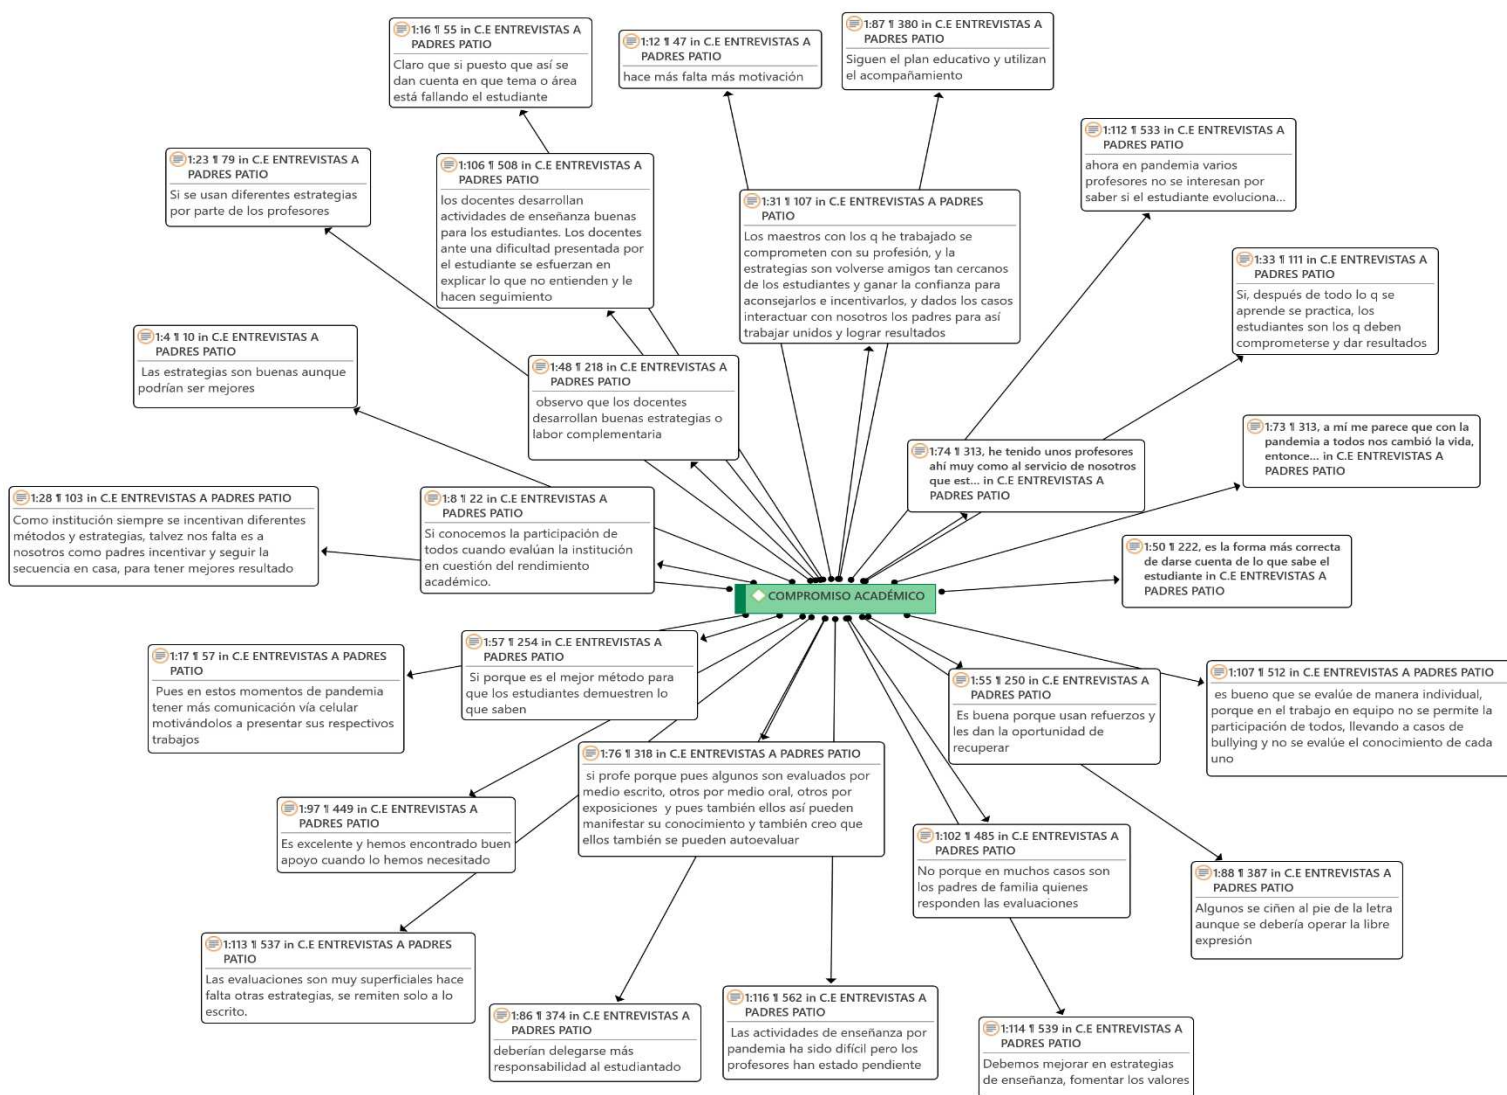 1:16 ¶ 55 in C.E ENTREVISTAS A
PADRES PATIO
Claro que si puesto que así se
dan cuenta en que tema o área
está fallando el estudiante
1:12 ¶ 47 in C.E ENTREVISTAS A
PADRES PATIO
hace más falta más motivación
1:87 ¶ 380 in C.E ENTREVISTAS A
PADRES PATIO
Siguen el plan educativo y utilizan
el acompañamiento
1:112 ¶ 533 in C.E ENTREVISTAS A
PADRES PATIO
ahora en pandemia varios
profesores no se interesan por
saber si el estudiante evoluciona...
1:23 ¶ 79 in C.E ENTREVISTAS A
PADRES PATIO
Si se usan diferentes estrategias
por parte de los profesores
1:106 ¶ 508 in C.E ENTREVISTAS A
PADRES PATIO
los docentes desarrollan
actividades de enseñanza buenas
para los estudiantes. Los docentes
ante una dificultad presentada por
el estudiante se esfuerzan en
explicar lo que no entienden y le
hacen seguimiento
1:31 ¶ 107 in C.E ENTREVISTAS A PADRES
PATIO
Los maestros con los q he trabajado se
comprometen con su profesión, y la
estrategias son volverse amigos tan cercanos
de los estudiantes y ganar la confianza para
aconsejarlos e incentivarlos, y dados los casos
interactuar con nosotros los padres para así
trabajar unidos y lograr resultados
1:33 ¶ 111 in C.E ENTREVISTAS A
PADRES PATIO
Si, después de todo lo q se
aprende se practica, los
estudiantes son los q deben
comprometerse y dar resultados
1:4 ¶ 10 in C.E ENTREVISTAS A
PADRES PATIO
Las estrategias son buenas aunque
podrían ser mejores
1:48 ¶ 218 in C.E ENTREVISTAS A
PADRES PATIO
observo que los docentes
desarrollan buenas estrategias o
labor complementaria
1:74 ¶ 313, he tenido unos profesores
ahí muy como al servicio de nosotros
que est... in C.E ENTREVISTAS A
PADRES PATIO
1:73 ¶ 313, a mí me parece que con la
pandemia a todos nos cambió la vida,
entonce... in C.E ENTREVISTAS A
PADRES PATIO
1:28 ¶ 103 in C.E ENTREVISTAS A PADRES PATIO
Como institución siempre se incentivan diferentes
métodos y estrategias, talvez nos falta es a
nosotros como padres incentivar y seguir la
secuencia en casa, para tener mejores resultado
1:8 ¶ 22 in C.E ENTREVISTAS A
PADRES PATIO
Si conocemos la participación de
todos cuando evalúan la institución
en cuestión del rendimiento
académico.
1:50 ¶ 222, es la forma más correcta
de darse cuenta de lo que sabe el
estudiante in C.E ENTREVISTAS A
PADRES PATIO
COMPROMISO ACADÉMICO
1:17 ¶ 57 in C.E ENTREVISTAS A PADRES
PATIO
Pues en estos momentos de pandemia
tener más comunicación vía celular
motivándolos a presentar sus respectivos
trabajos
1:57 ¶ 254 in C.E ENTREVISTAS A
PADRES PATIO
Si porque es el mejor método para
que los estudiantes demuestren lo
que saben
1:55 ¶ 250 in C.E ENTREVISTAS A
PADRES PATIO
Es buena porque usan refuerzos y
les dan la oportunidad de
recuperar
1:107 ¶ 512 in C.E ENTREVISTAS A PADRES PATIO
es bueno que se evalúe de manera individual,
porque en el trabajo en equipo no se permite la
participación de todos, llevando a casos de
bullying y no se evalúe el conocimiento de cada
uno
1:76 ¶ 318 in C.E ENTREVISTAS A PADRES PATIO
si profe porque pues algunos son evaluados por
medio escrito, otros por medio oral, otros por
exposiciones y pues también ellos así pueden
manifestar su conocimiento y también creo que
ellos también se pueden autoevaluar
1:97 ¶ 449 in C.E ENTREVISTAS A
PADRES PATIO
Es excelente y hemos encontrado buen
apoyo cuando lo hemos necesitado
1:102 ¶ 485 in C.E ENTREVISTAS A
PADRES PATIO
No porque en muchos casos son
los padres de familia quienes
responden las evaluaciones
1:88 ¶ 387 in C.E ENTREVISTAS A
PADRES PATIO
Algunos se ciñen al pie de la letra
aunque se debería operar la libre
expresión
1:113 ¶ 537 in C.E ENTREVISTAS A PADRES
PATIO
Las evaluaciones son muy superficiales hace
falta otras estrategias, se remiten solo a lo
escrito.
1:86 ¶ 374 in C.E ENTREVISTAS A
PADRES PATIO
deberían delegarse más
responsabilidad al estudiantado
1:116 ¶ 562 in C.E ENTREVISTAS A
PADRES PATIO
Las actividades de enseñanza por
pandemia ha sido difícil pero los
profesores han estado pendiente
1:114 ¶ 539 in C.E ENTREVISTAS A
PADRES PATIO
Debemos mejorar en estrategias
de enseñanza, fomentar los valores